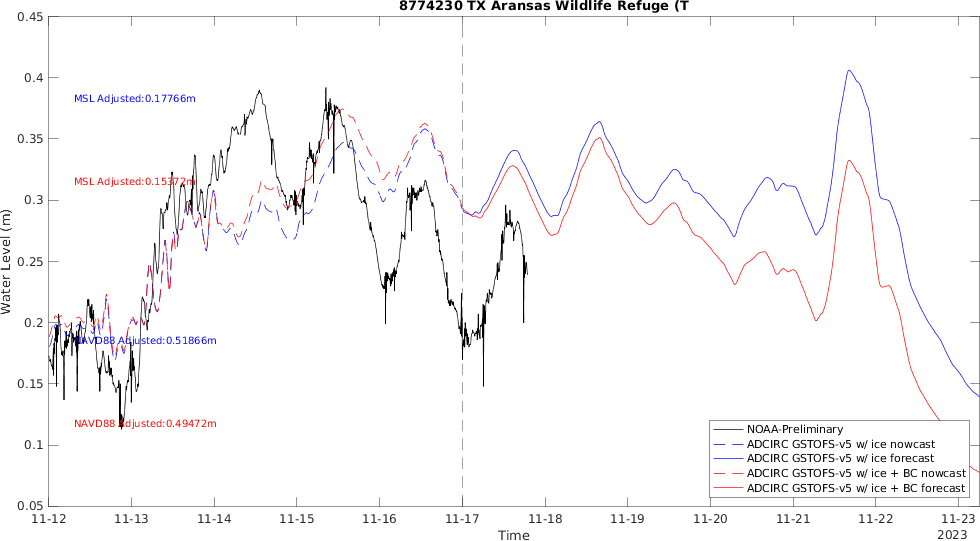 8774230 TX Aransas Wildlife Refuge (T
0.45
0.4
0.35
0.3
0.25
0.2
0.15
0.1
0.05
Water Level (m)
MSL Adjusted:0.17766m
MSL Adjusted:0.15372m
NAVD88 Adjusted:0.51866m
NAVD88 Adjusted:0.49472m
NOAA-Preliminary
ADCIRC GSTOFS-v5 w/ ice nowcast
ADCIRC GSTOFS-v5 w/ ice forecast
ADCIRC GSTOFS-v5 w/ ice + BC nowcast
ADCIRC GSTOFS-v5 w/ ice + BC forecast
11-12 11-13 11-14 11-15 11-16 11-17 11-18 11-19 11-20 11-21 11-22 11-23
Time
2023